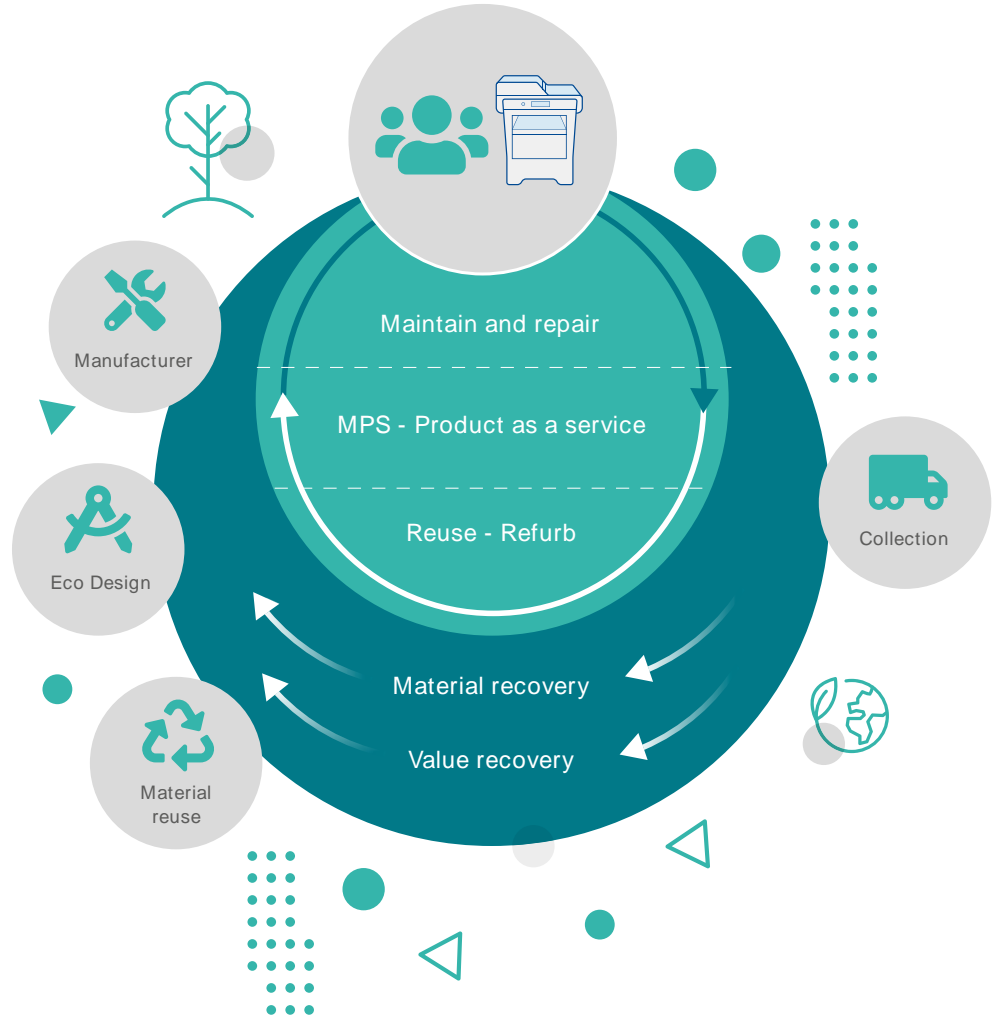 Maintain and repair
Manufacturer
MPS - Product as a service
Reuse - Refurb
Collection
Eco Design
Material recovery
Value recovery
Material
reuse